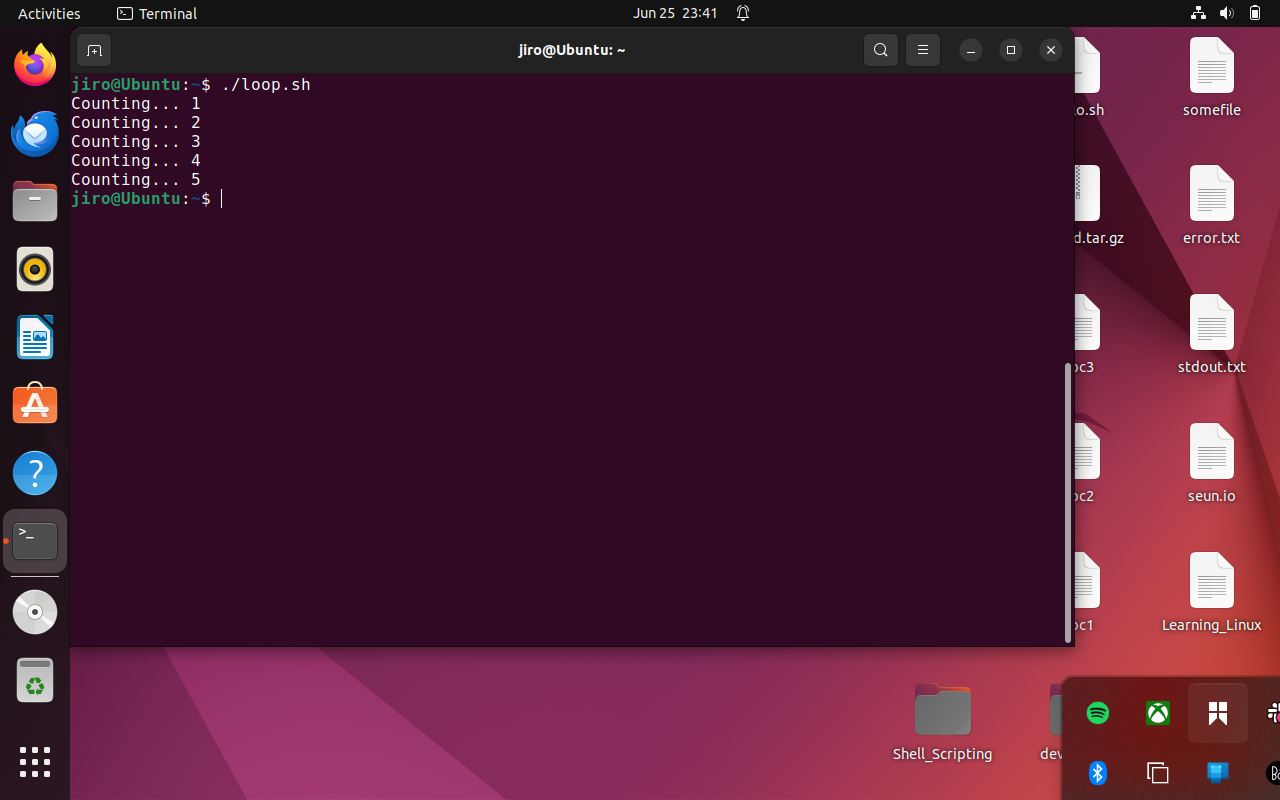 Activities
Terminal
Jun 25 23:41
jiro@Ubuntu: ~
jiro@Ubuntu:~$ ./loop.sh
Counting... 1
Counting... 2
Counting... 3
Counting... 4
Counting... 5
jiro@Ubuntu:~$
o.sh
somefile
d.tar.gz
error.txt
oc3
stdout.txt
oc2
seun.io
oc1
Learning_Linux
Shell_Scripting
dev